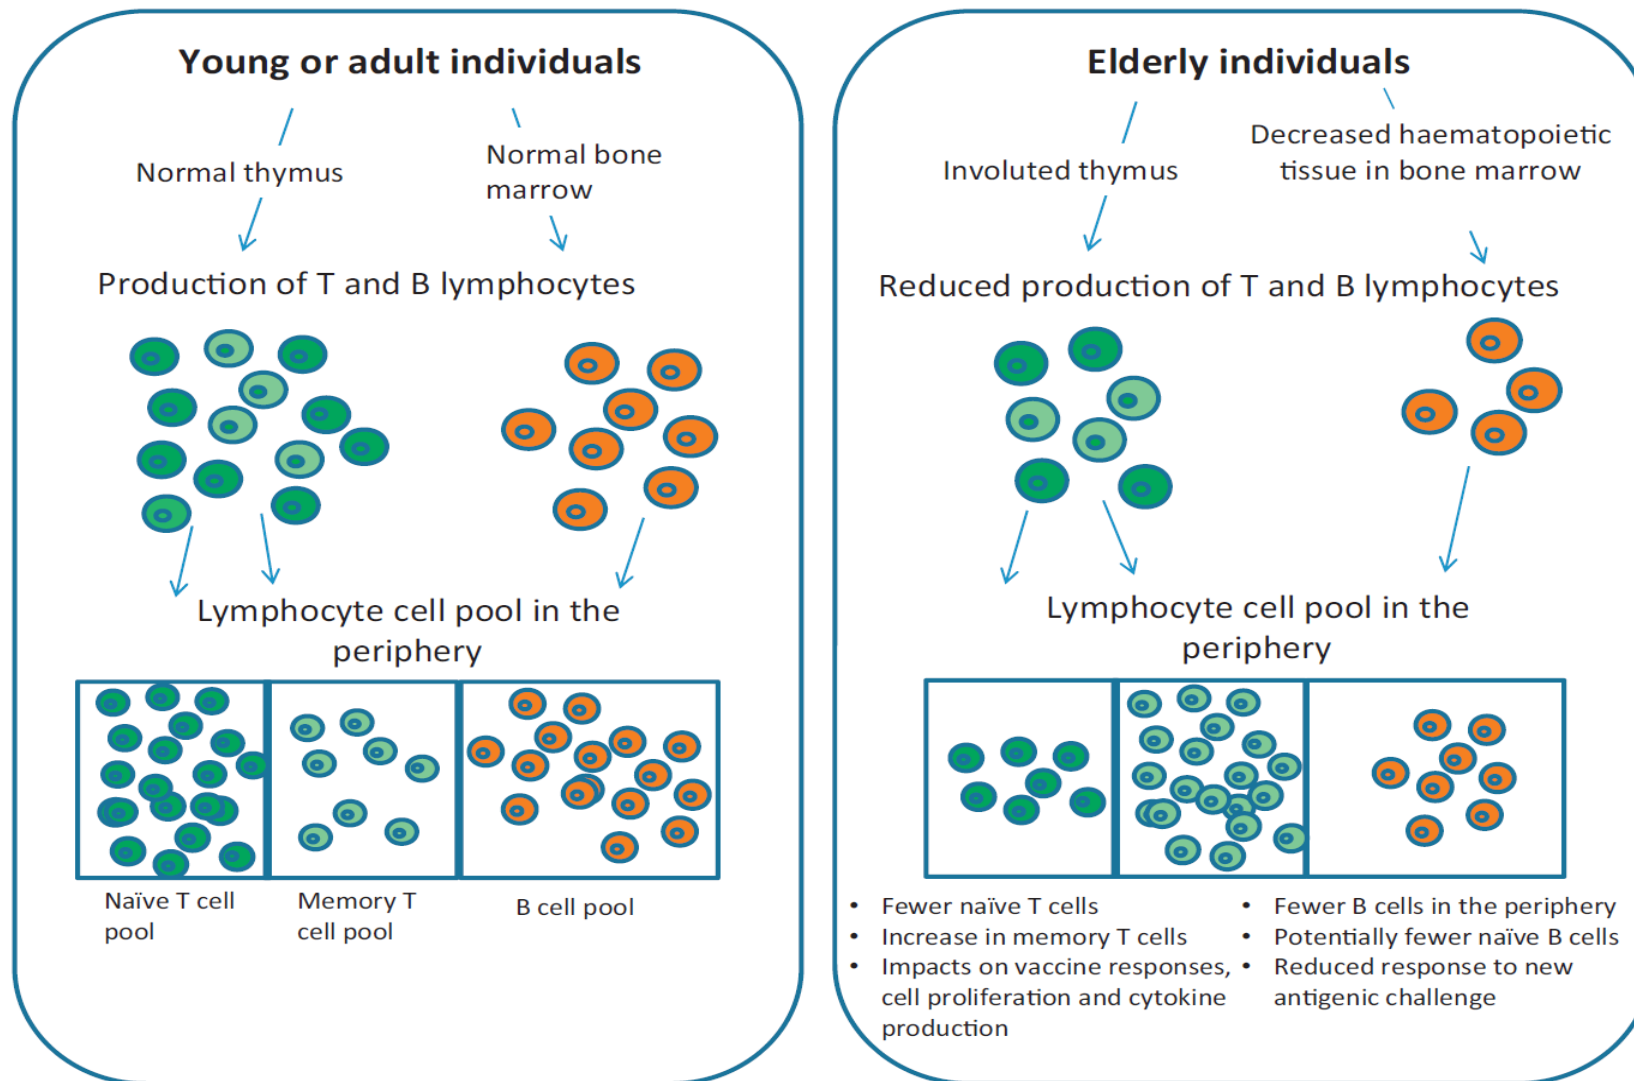 Young or adult individuals
Normal thymus
Normal bone
marrow
Production of T and B lymphocytes
Lymphocyte cell pool in the
periphery
Naïve T cell
pool
Memory T
cell pool
B cell pool
Elderly individuals
Involuted thymus
Decreased haematopoietic
tissue in bone marrow
Reduced production of T and B lymphocytes
Lymphocyte cell pool in the
periphery
• Fewer naïve T cells
• Increase in memory T cells
• Impacts on vaccine responses,
cell proliferation and cytokine
production
• Fewer B cells in the periphery
• Potentially fewer naïve B cells
• Reduced response to new
antigenic challenge